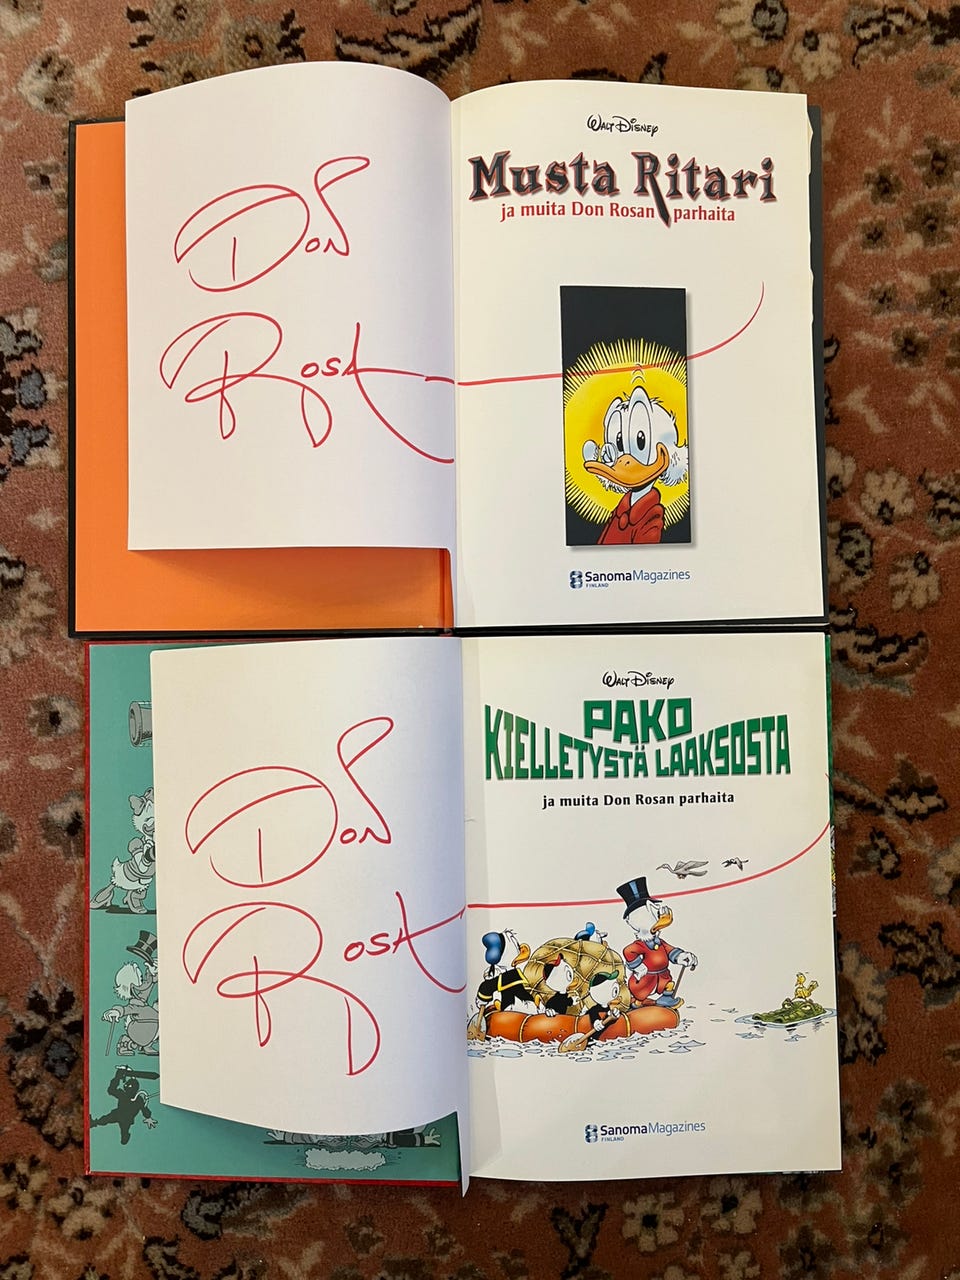 Don
Rosa
Walt Disney
Musta Ritari
ja muita Don Rosan parhaita
SanomaMagazines
FINLAND
Don
Rosa
Walt Disney
PAKO
KIELLETYSTÄ LAAKSOSTA
ja muita Don Rosan parhaita
SanomaMagazines
FINLAND